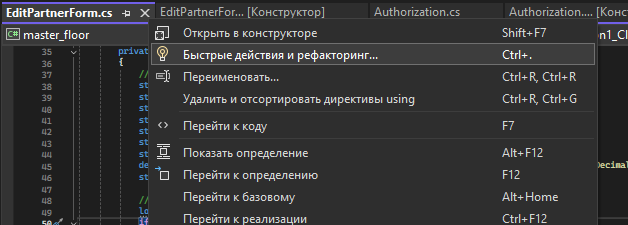 EditPartnerForm.cs
EditPartnerFor... [Конструктор]
Authorization.cs
Authorization.... [Конструктор]
master_floor
35 private
36 {
37 //
38 st
39 st
40 st
41 st
42 st
43 st
44 st
45 de Decimal
46 st
47
48 //
49 lo
50 if
Открыть в конструкторе Shift+F7
Быстрые действия и рефакторинг... Ctrl+.
Переименовать... Ctrl+R, Ctrl+R
Удалить и отсортировать директивы using Ctrl+R, Ctrl+G
Перейти к коду F7
Показать определение Alt+F12
Перейти к определению F12
Перейти к базовому Alt+Home
Перейти к реализации Ctrl+F12